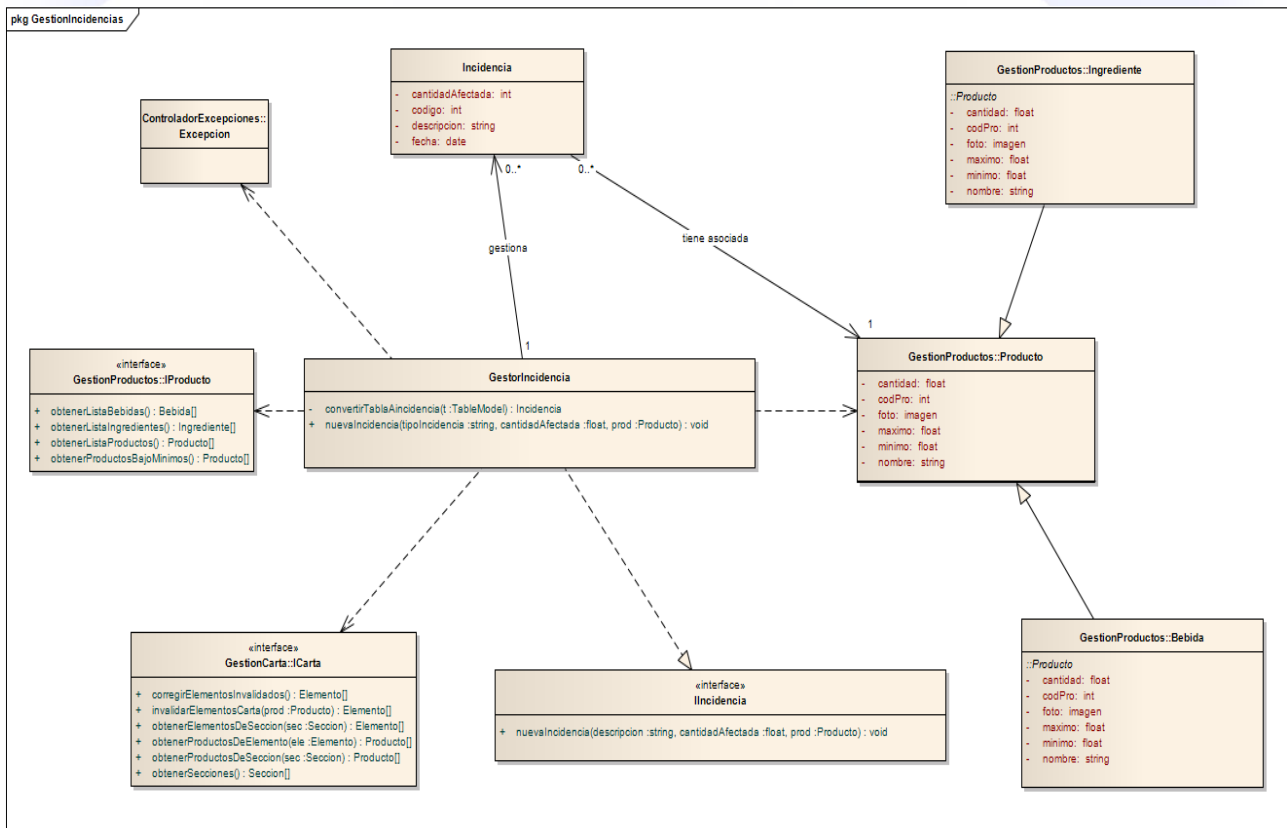 pkg GestionIncidencias
Incidencia
- cantidadAfectada: int
- codigo: int
- descripcion: string
- fecha: date
GestionProductos::Ingrediente
::Producto
- cantidad: float
- codPro: int
- foto: imagen
- maximo: float
- minimo: float
- nombre: string
ControladorExcepciones::
Excepcion
0..*
0..*
gestiona
tiene asociada
1
1
«interface»
GestionProductos::IProducto
+ obtenerListaBebidas() : Bebida[]
+ obtenerListaIngredientes() : Ingrediente[]
+ obtenerListaProductos() : Producto[]
+ obtenerProductosBajoMinimos() : Producto[]
GestorIncidencia
- convertirTablaAincidencia(t :TableModel) : Incidencia
+ nuevaIncidencia(tipoIncidencia :string, cantidadAfectada :float, prod :Producto) : void
GestionProductos::Producto
- cantidad: float
- codPro: int
- foto: imagen
- maximo: float
- minimo: float
- nombre: string
«interface»
GestionCarta::ICarta
+ corregirElementosInvalidados() : Elemento[]
+ invalidarElementosCarta(prod :Producto) : Elemento[]
+ obtenerElementosDeSeccion(sec :Seccion) : Elemento[]
+ obtenerProductosDeElemento(ele :Elemento) : Producto[]
+ obtenerProductosDeSeccion(sec :Seccion) : Producto[]
+ obtenerSecciones() : Seccion[]
«interface»
IIncidencia
+ nuevaIncidencia(descripcion :string, cantidadAfectada :float, prod :Producto) : void
GestionProductos::Bebida
::Producto
- cantidad: float
- codPro: int
- foto: imagen
- maximo: float
- minimo: float
- nombre: string